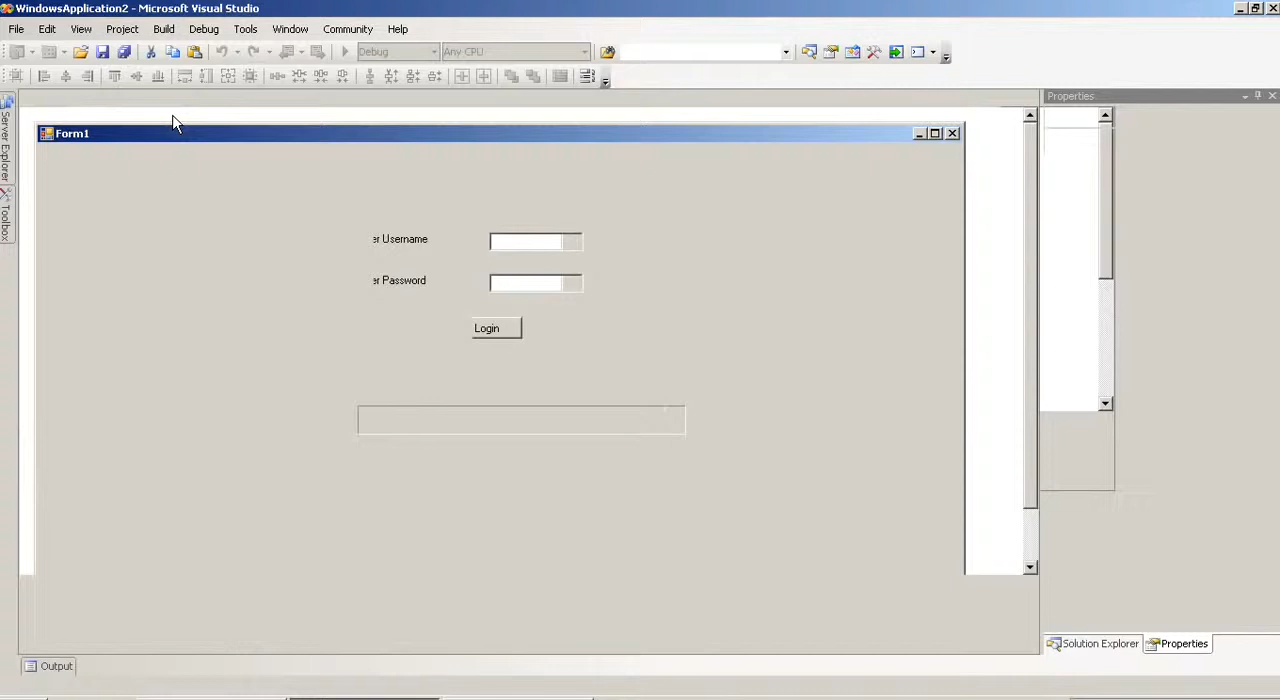 WindowsApplication2 - Microsoft Visual Studio
File Edit View Project Build Debug Tools Window Community Help
Debug Any CPU
Properties
Server Explorer
Toolbox
Form1
er Username
er Password
Login
Solution Explorer Properties
Output